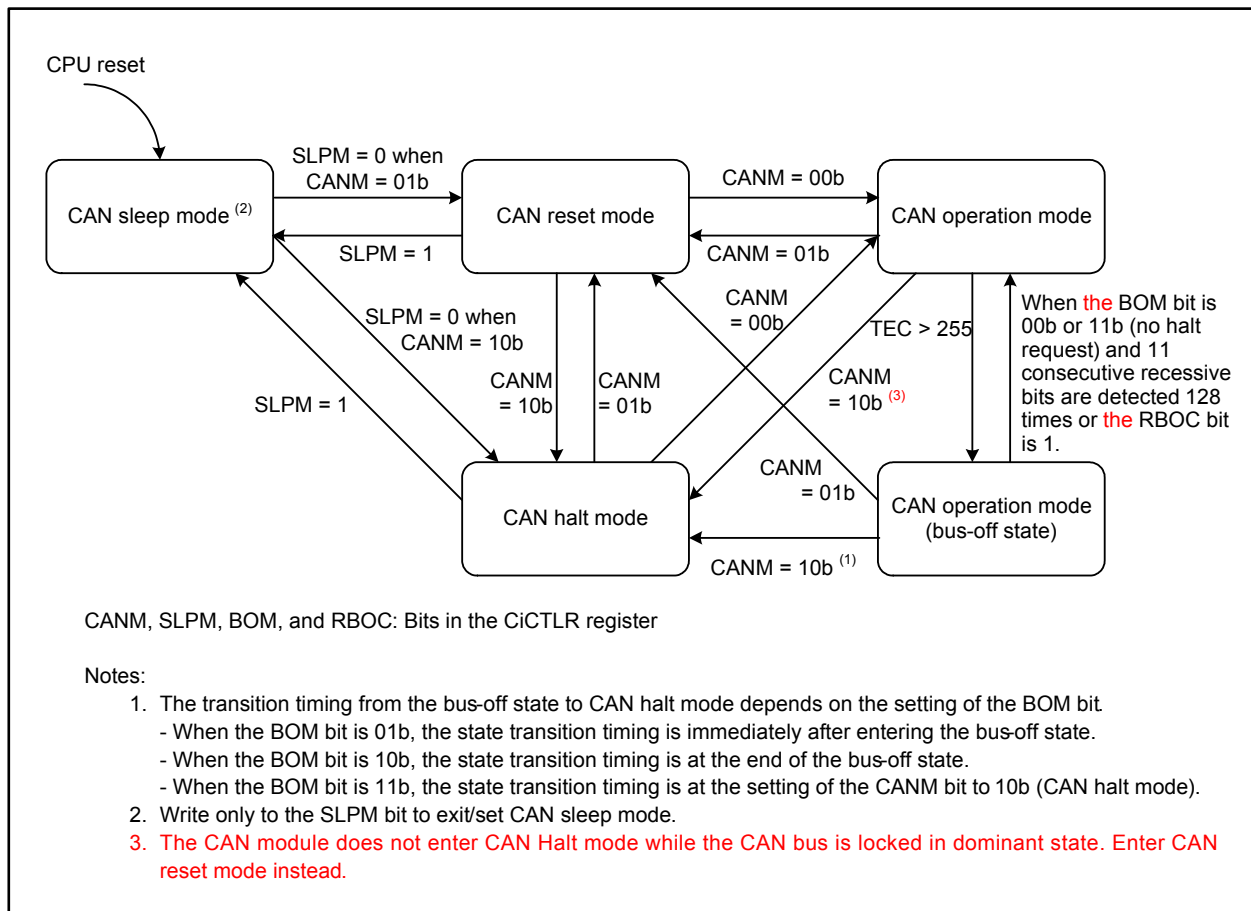 CPU reset
CAN sleep mode (2)
SLPM = 0 when
CANM = 01b
SLPM = 1
CAN reset mode
CANM = 00b
CANM = 01b
CAN operation mode
SLPM = 0 when
CANM = 10b
SLPM = 1
CANM
= 10b
CANM
= 01b
CANM
= 00b
TEC > 255
CANM
= 10b (3)
CANM
= 01b
When the BOM bit is
00b or 11b (no halt
request) and 11
consecutive recessive
bits are detected 128
times or the RBOC bit
is 1.
CAN halt mode
CANM = 10b (1)
CAN operation mode
(bus-off state)
CANM, SLPM, BOM, and RBOC: Bits in the CiCTLR register
Notes:
1. The transition timing from the bus-off state to CAN halt mode depends on the setting of the BOM bit.
- When the BOM bit is 01b, the state transition timing is immediately after entering the bus-off state.
- When the BOM bit is 10b, the state transition timing is at the end of the bus-off state.
- When the BOM bit is 11b, the state transition timing is at the setting of the CANM bit to 10b (CAN halt mode).
2. Write only to the SLPM bit to exit/set CAN sleep mode.
3. The CAN module does not enter CAN Halt mode while the CAN bus is locked in dominant state. Enter CAN
reset mode instead.